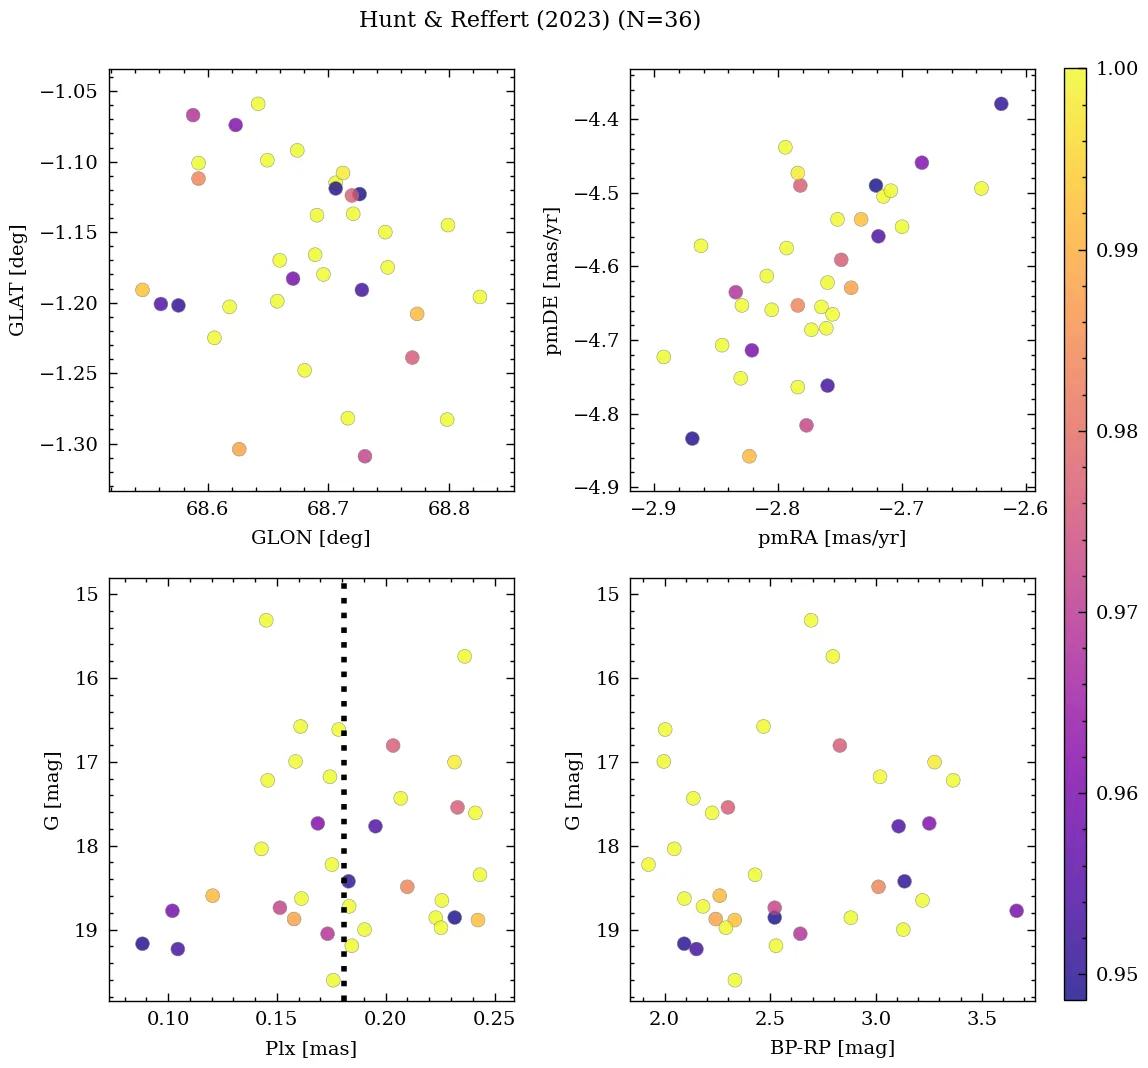 Hunt & Reffert (2023) (N=36)
−1.05
−1.10
−1.15
−1.20
−1.25
−1.30
GLAT [deg]
68.6 68.7 68.8
GLON [deg]
−4.4
−4.5
−4.6
−4.7
−4.8
−4.9
pmDE [mas/yr]
−2.9 −2.8 −2.7 −2.6
pmRA [mas/yr]
15
16
17
18
19
G [mag]
0.10 0.15 0.20 0.25
Plx [mas]
15
16
17
18
19
G [mag]
2.0 2.5 3.0 3.5
BP-RP [mag]
1.00
0.99
0.98
0.97
0.96
0.95